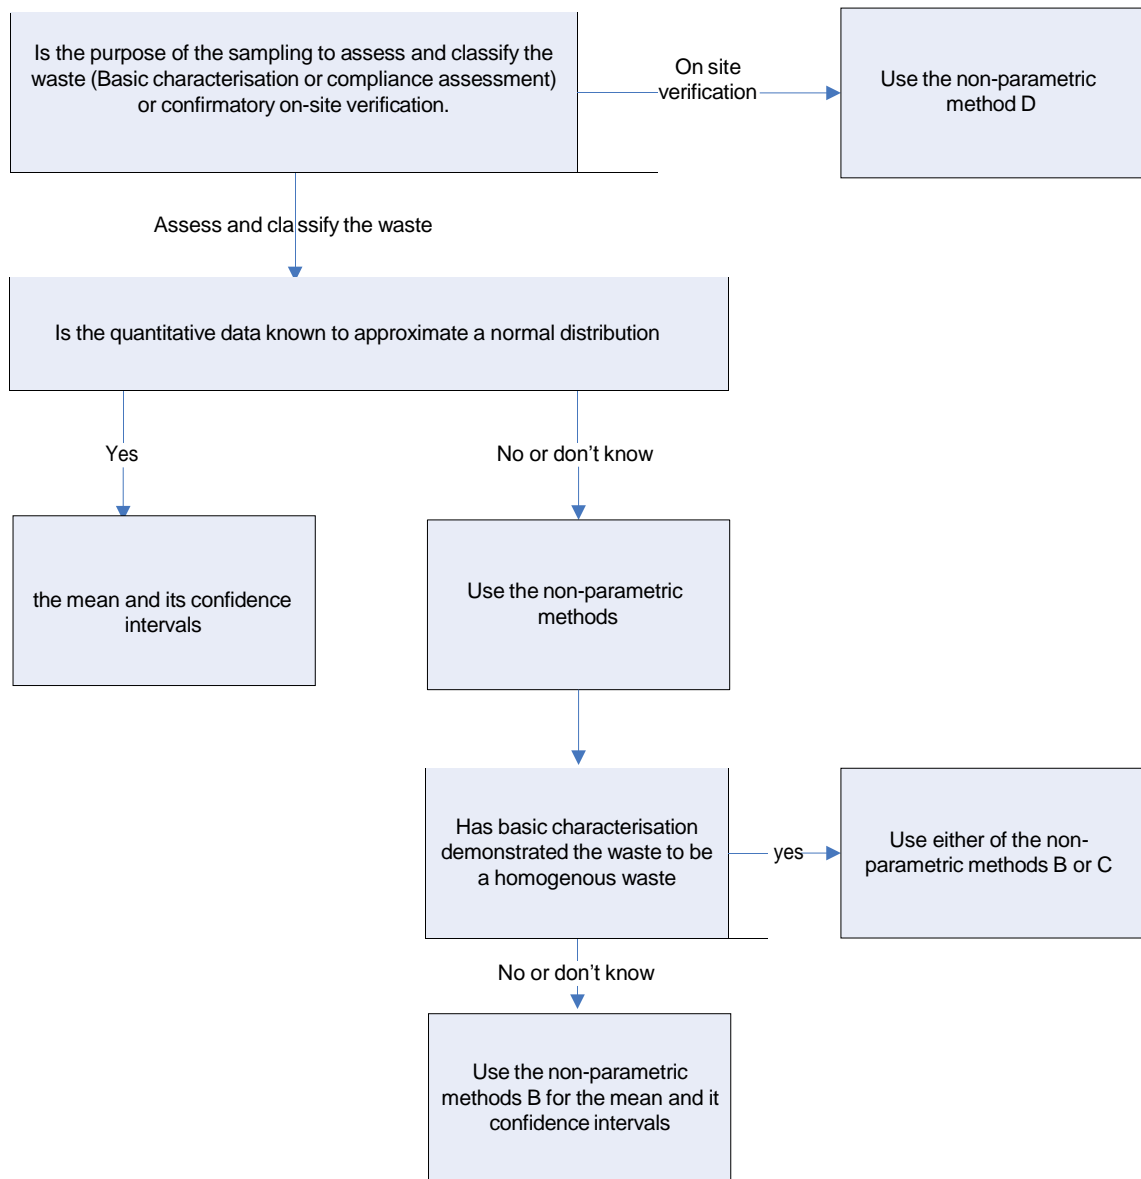 Is the purpose of the sampling to assess and classify the
waste (Basic characterisation or compliance assessment)
or confirmatory on-site verification.
On site
verification
Use the non-parametric
method D
Assess and classify the waste
Is the quantitative data known to approximate a normal distribution
Yes
No or don’t know
the mean and its confidence
intervals
Use the non-parametric
methods
Has basic characterisation
demonstrated the waste to be
a homogenous waste
yes
Use either of the non-
parametric methods B or C
No or don’t know
Use the non-parametric
methods B for the mean and it
confidence intervals